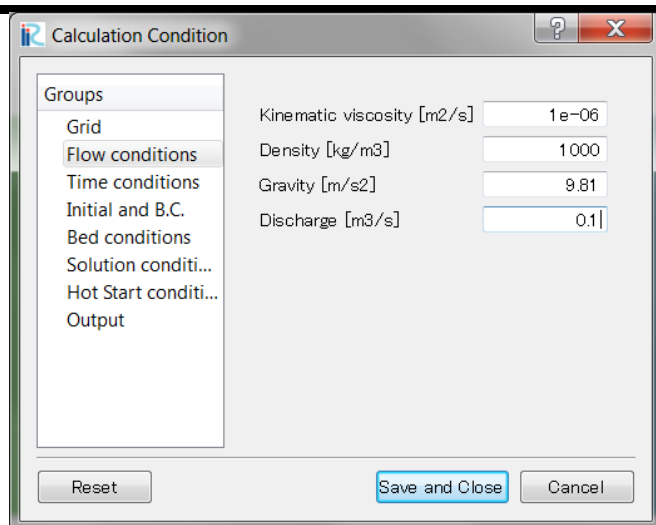 iRIC Calculation Condition
Groups
Grid
Flow conditions
Time conditions
Initial and B.C.
Bed conditions
Solution conditi...
Hot Start conditi...
Output
Kinematic viscosity [m2/s] 1e-06
Density [kg/m3] 1000
Gravity [m/s2] 9.81
Discharge [m3/s] 0.1
Reset
Save and Close
Cancel